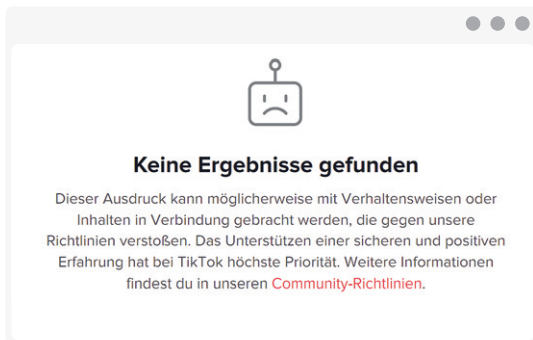 Keine Ergebnisse gefunden
Dieser Ausdruck kann möglicherweise mit Verhaltensweisen oder
Inhalten in Verbindung gebracht werden, die gegen unsere
Richtlinien verstoßen. Das Unterstützen einer sicheren und positiven
Erfahrung hat bei TikTok höchste Priorität. Weitere Informationen
findest du in unseren Community-Richtlinien.